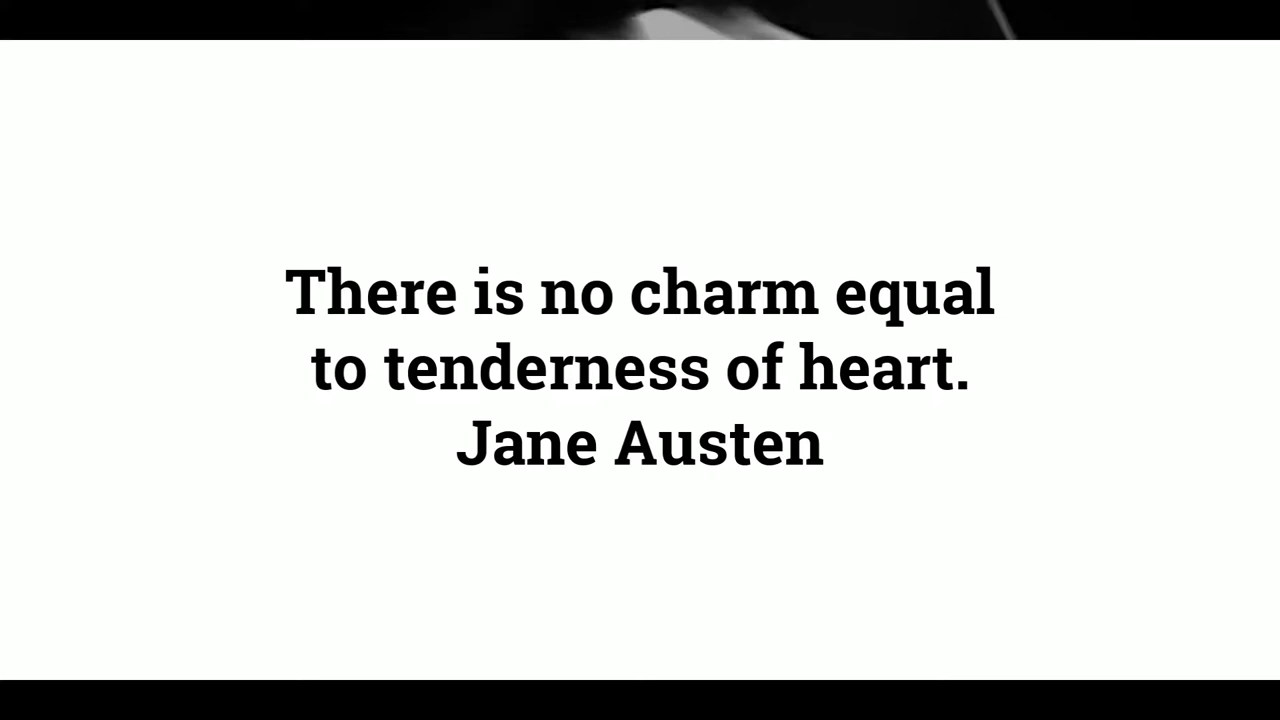 There is no charm equal
to tenderness of heart.
Jane Austen